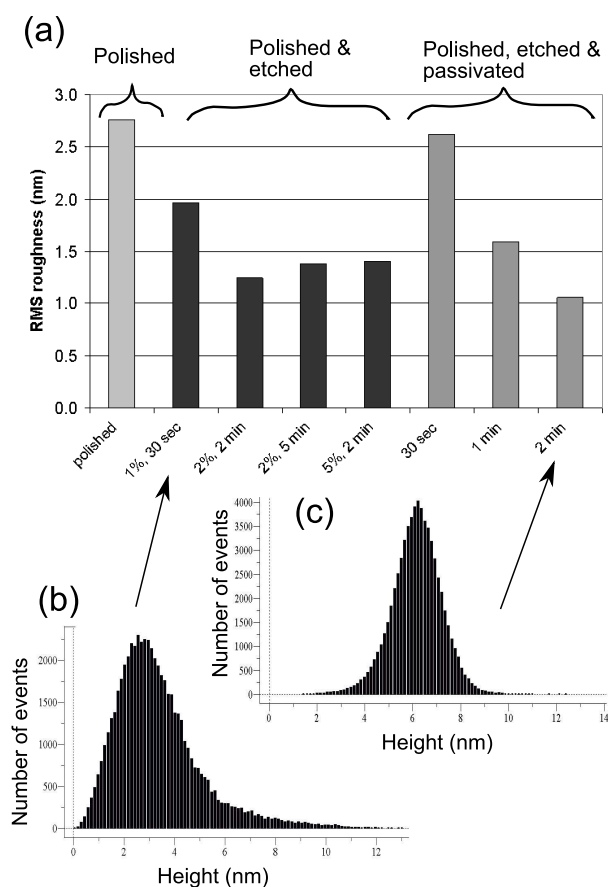 (a)
Polished
Polished &
etched
Polished, etched &
passivated
RMS roughness (nm)
3.0
2.5
2.0
1.5
1.0
0.5
0.0
polished
1%, 30 sec
2%, 2 min
2%, 5 min
5%, 2 min
30 sec
1 min
2 min
(c)
Number of events
4000
3500
3000
2500
2000
1500
1000
500
0
0 2 4 6 8 10 12 14
Height (nm)
(b)
Number of events
2000
1500
1000
500
0
0 2 4 6 8 10 12
Height (nm)